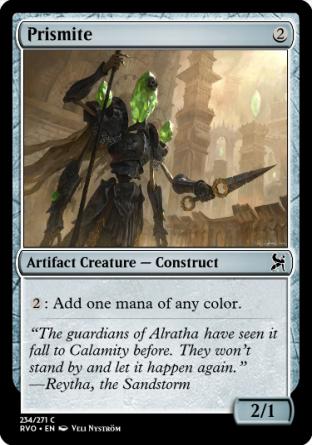 Prismite 2
Artifact Creature — Construct
2 : Add one mana of any color.
“The guardians of Alratha have seen it
fall to Calamity before. They won’t
stand by and let it happen again.”
—Reytha, the Sandstorm
2/1
234/271 C
RVO • EN Veli Nyström